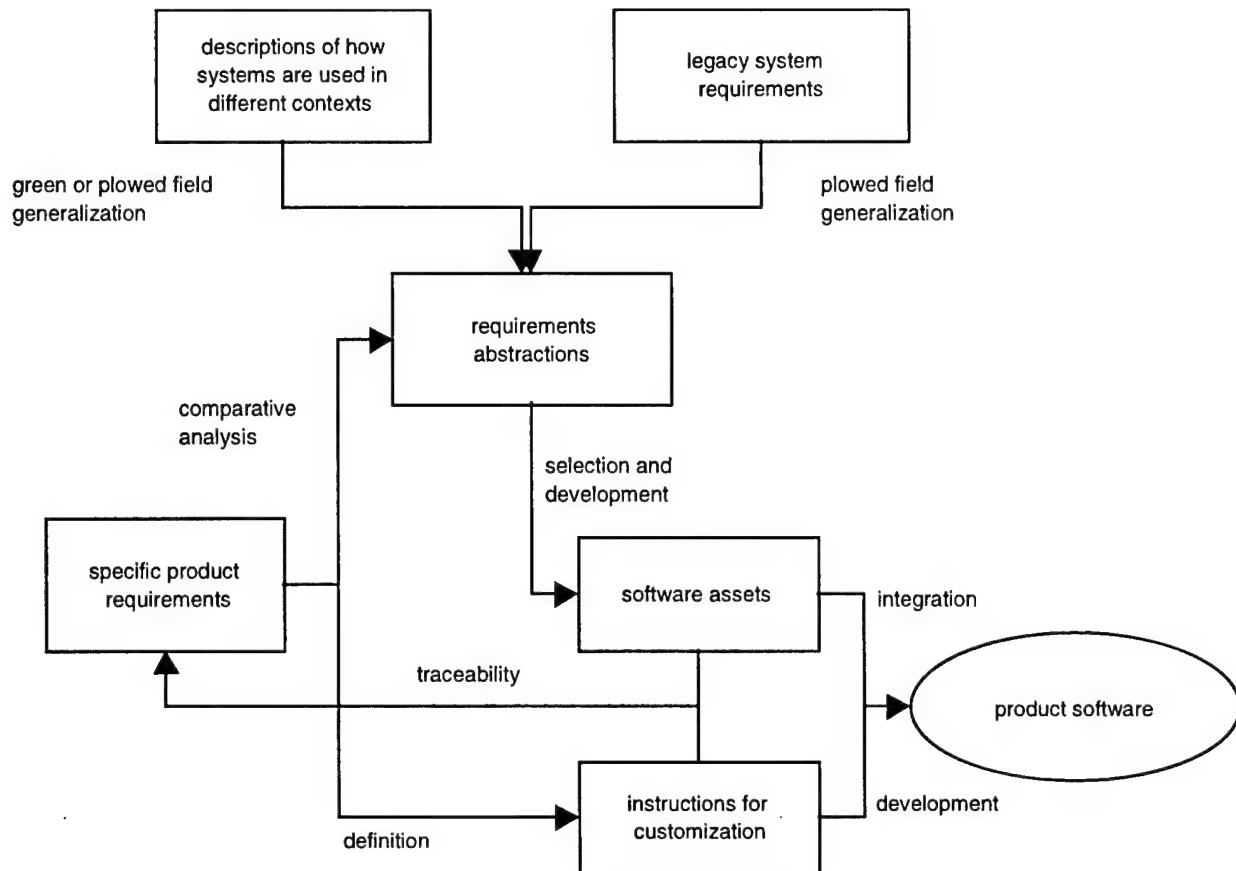 descriptions of how
systems are used in
different contexts
legacy system
requirements
green or plowed field
generalization
plowed field
generalization
requirements
abstractions
comparative
analysis
selection and
development
specific product
requirements
software assets
integration
traceability
product software
instructions for
customization
development
definition